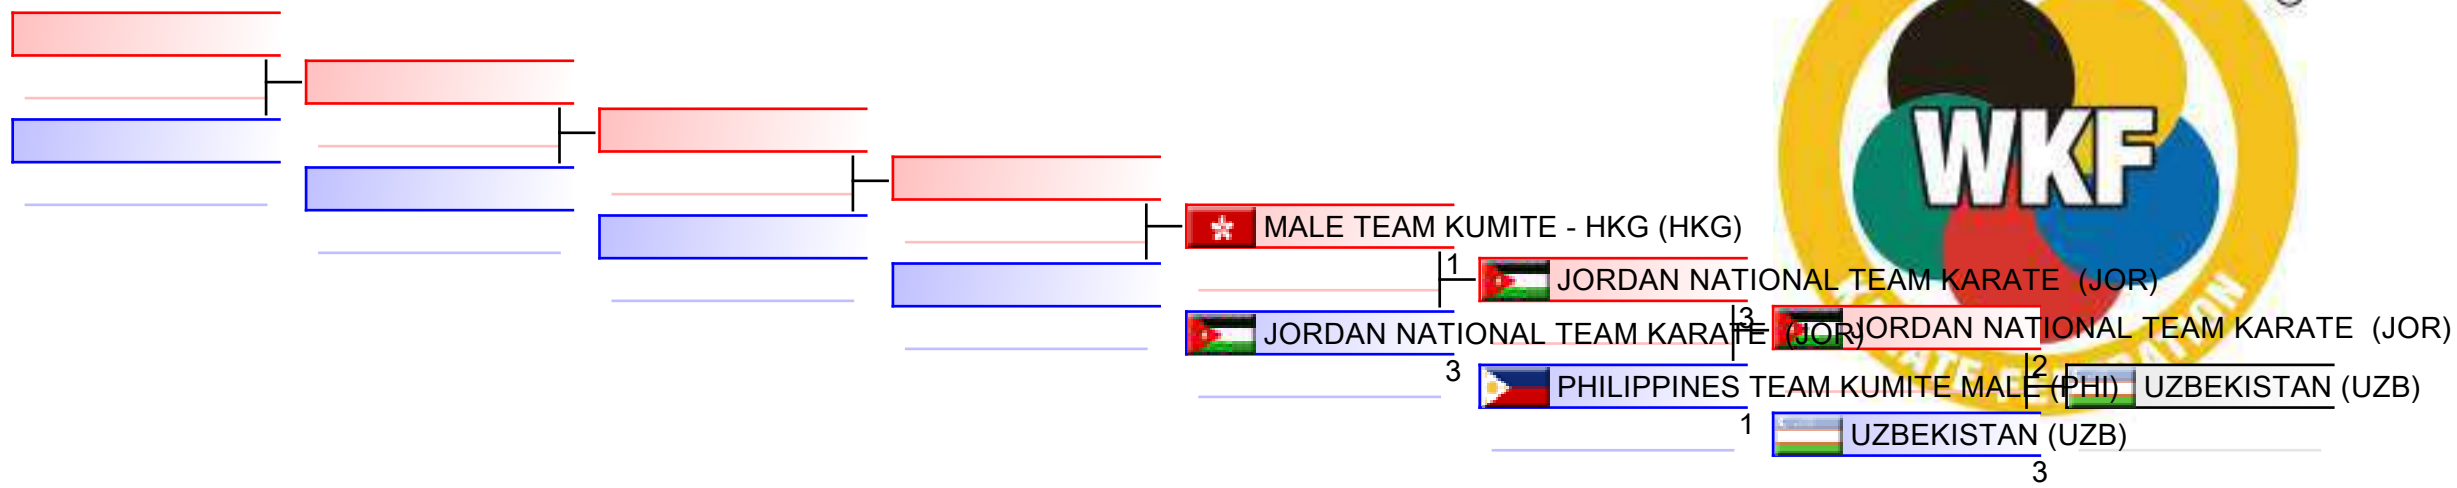 WKF
MALE TEAM KUMITE - HKG (HKG)
1
JORDAN NATIONAL TEAM KARATE (JOR)
JORDAN NATIONAL TEAM KARATE (JOR)
3
3
JORDAN NATIONAL TEAM KARATE (JOR)
PHILIPPINES TEAM KUMITE MALE (PHI)
1
2
UZBEKISTAN (UZB)
UZBEKISTAN (UZB)
3